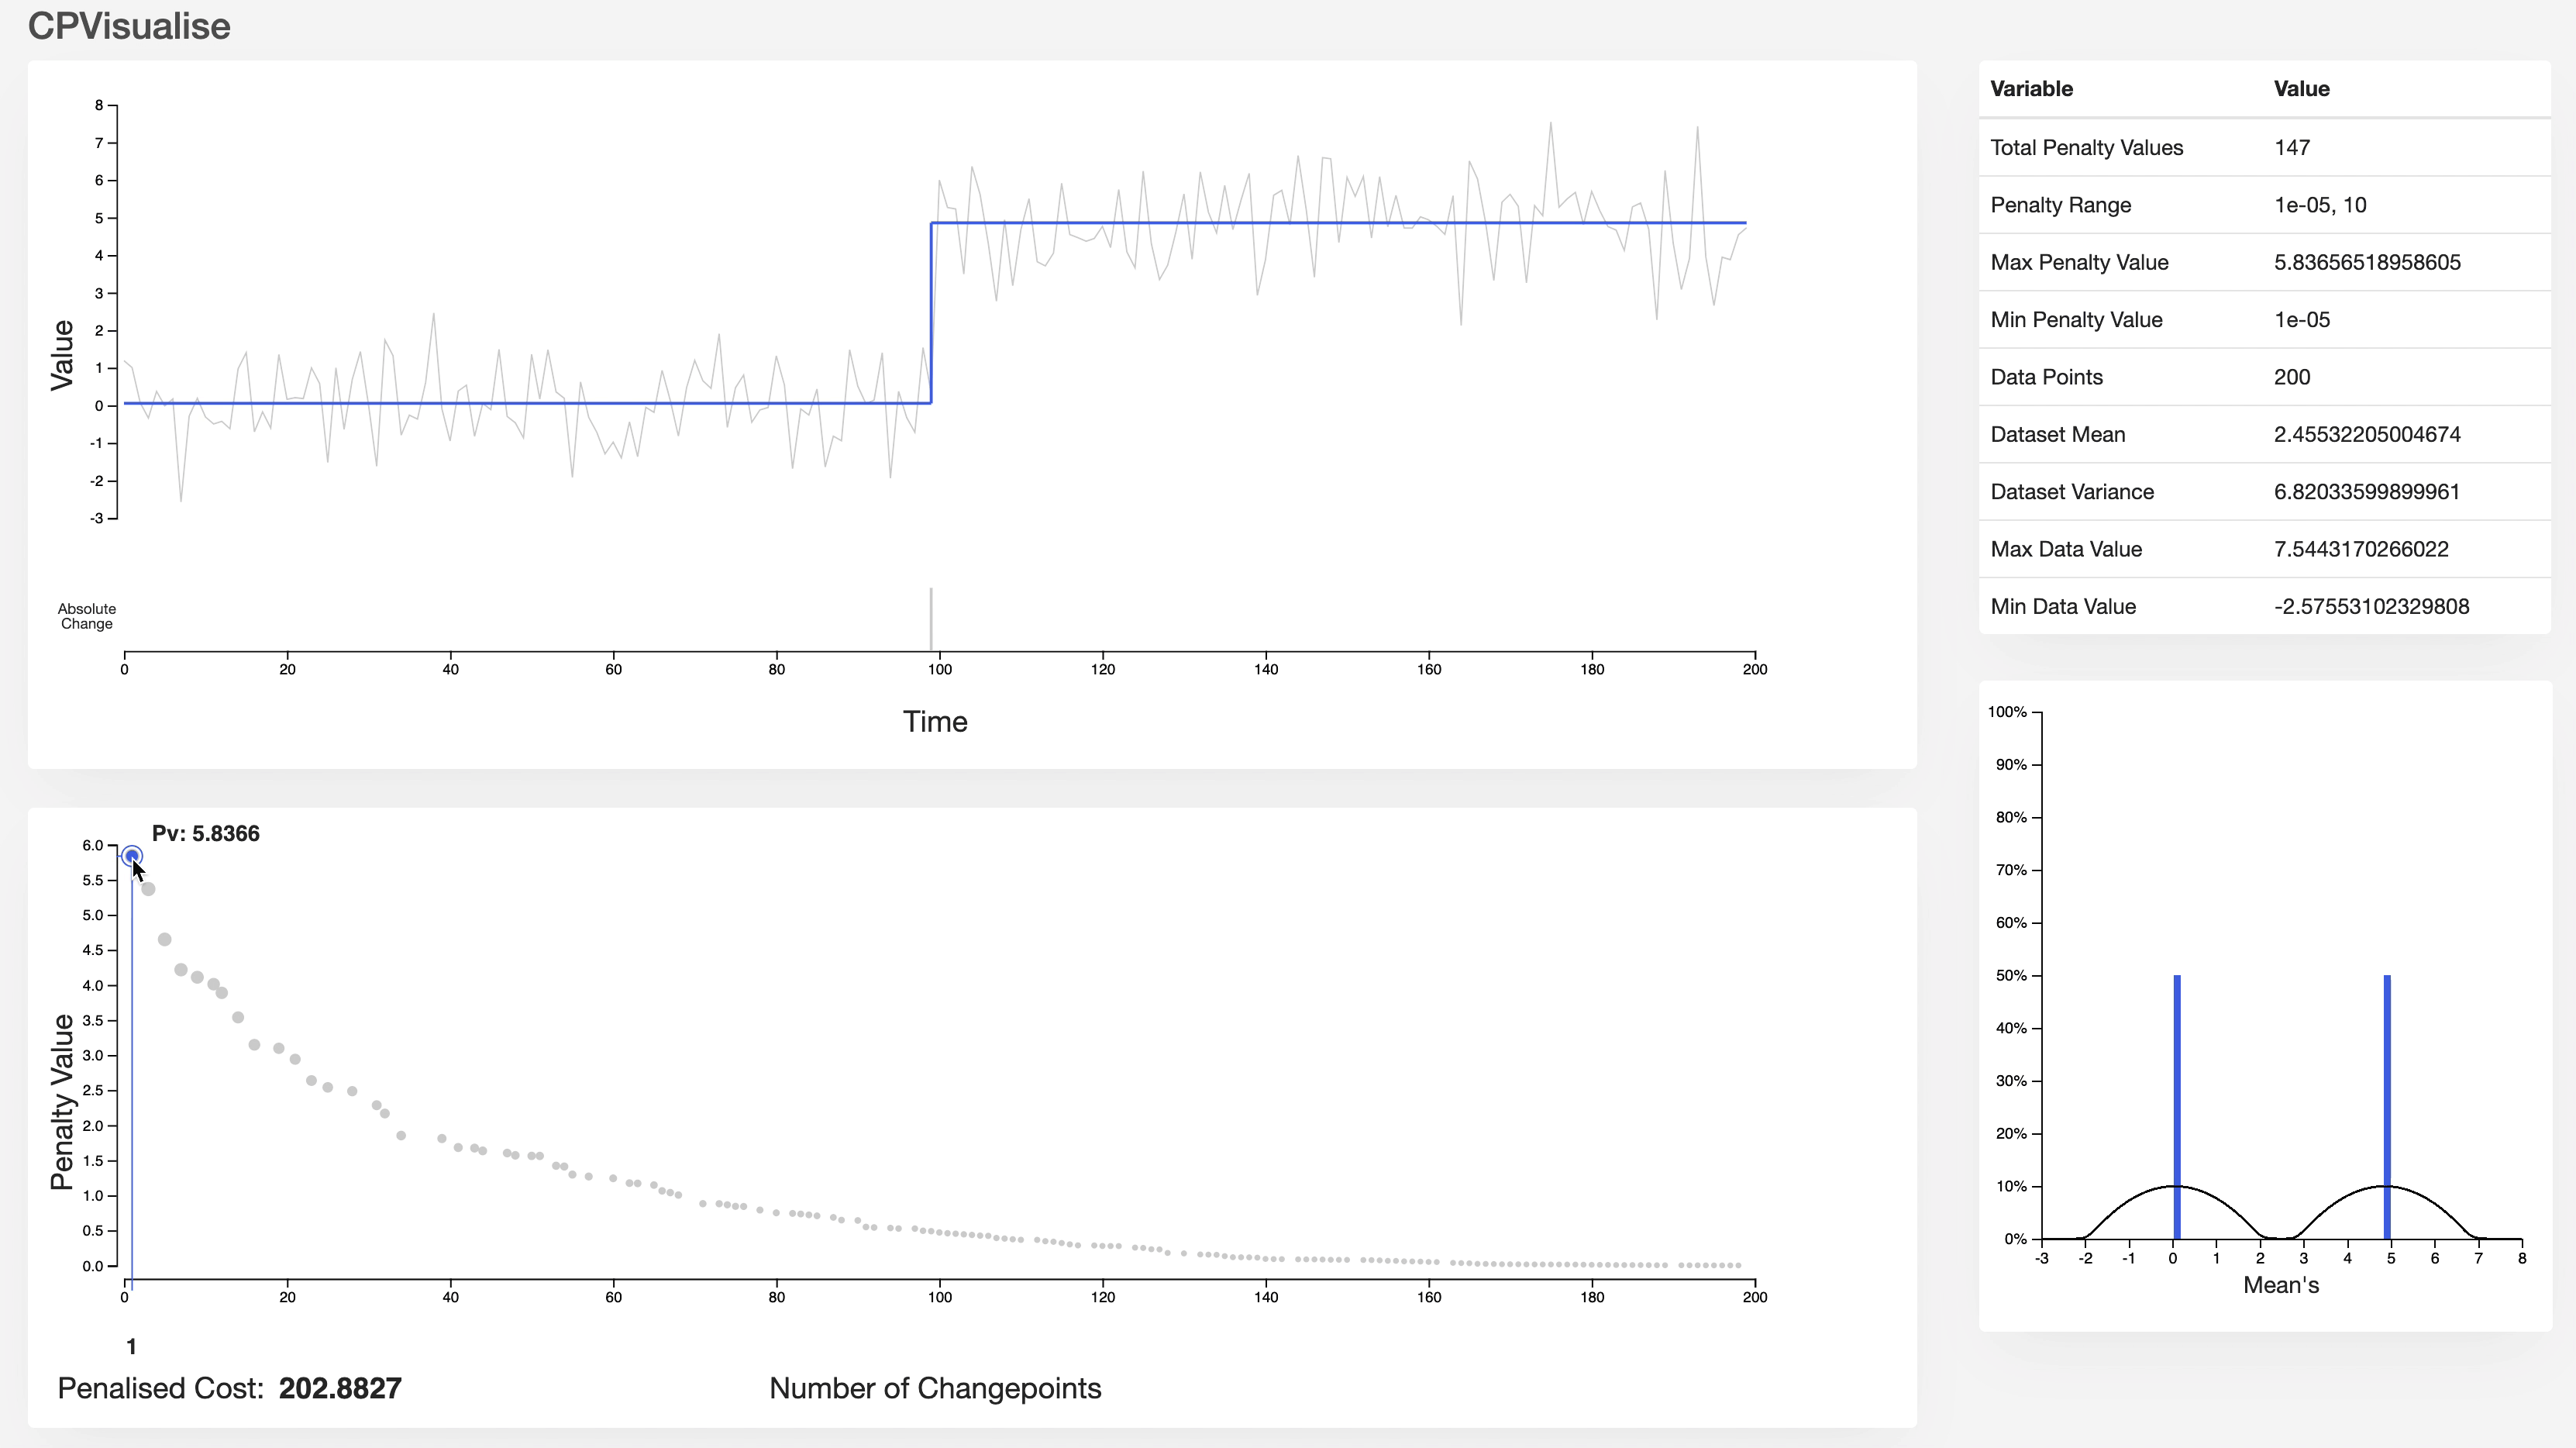 CPVisualise
8
7
6
5
4
3
2
1
0
-1
-2
-3
Value
Absolute
Change
0 20 40 60 80 100 120 140 160 180 200
Time
Variable Value
Total Penalty Values 147
Penalty Range 1e-05, 10
Max Penalty Value 5.83656518958605
Min Penalty Value 1e-05
Data Points 200
Dataset Mean 2.45532205004674
Dataset Variance 6.82033599899961
Max Data Value 7.5443170266022
Min Data Value -2.57553102329808
Pv: 5.8366
6.0
5.5
5.0
4.5
4.0
3.5
3.0
2.5
2.0
1.5
1.0
0.5
0.0
Penalty Value
0 20 40 60 80 100 120 140 160 180 200
1
Penalised Cost: 202.8827
Number of Changepoints
100%
90%
80%
70%
60%
50%
40%
30%
20%
10%
0%
-3 -2 -1 0 1 2 3 4 5 6 7 8
Mean's